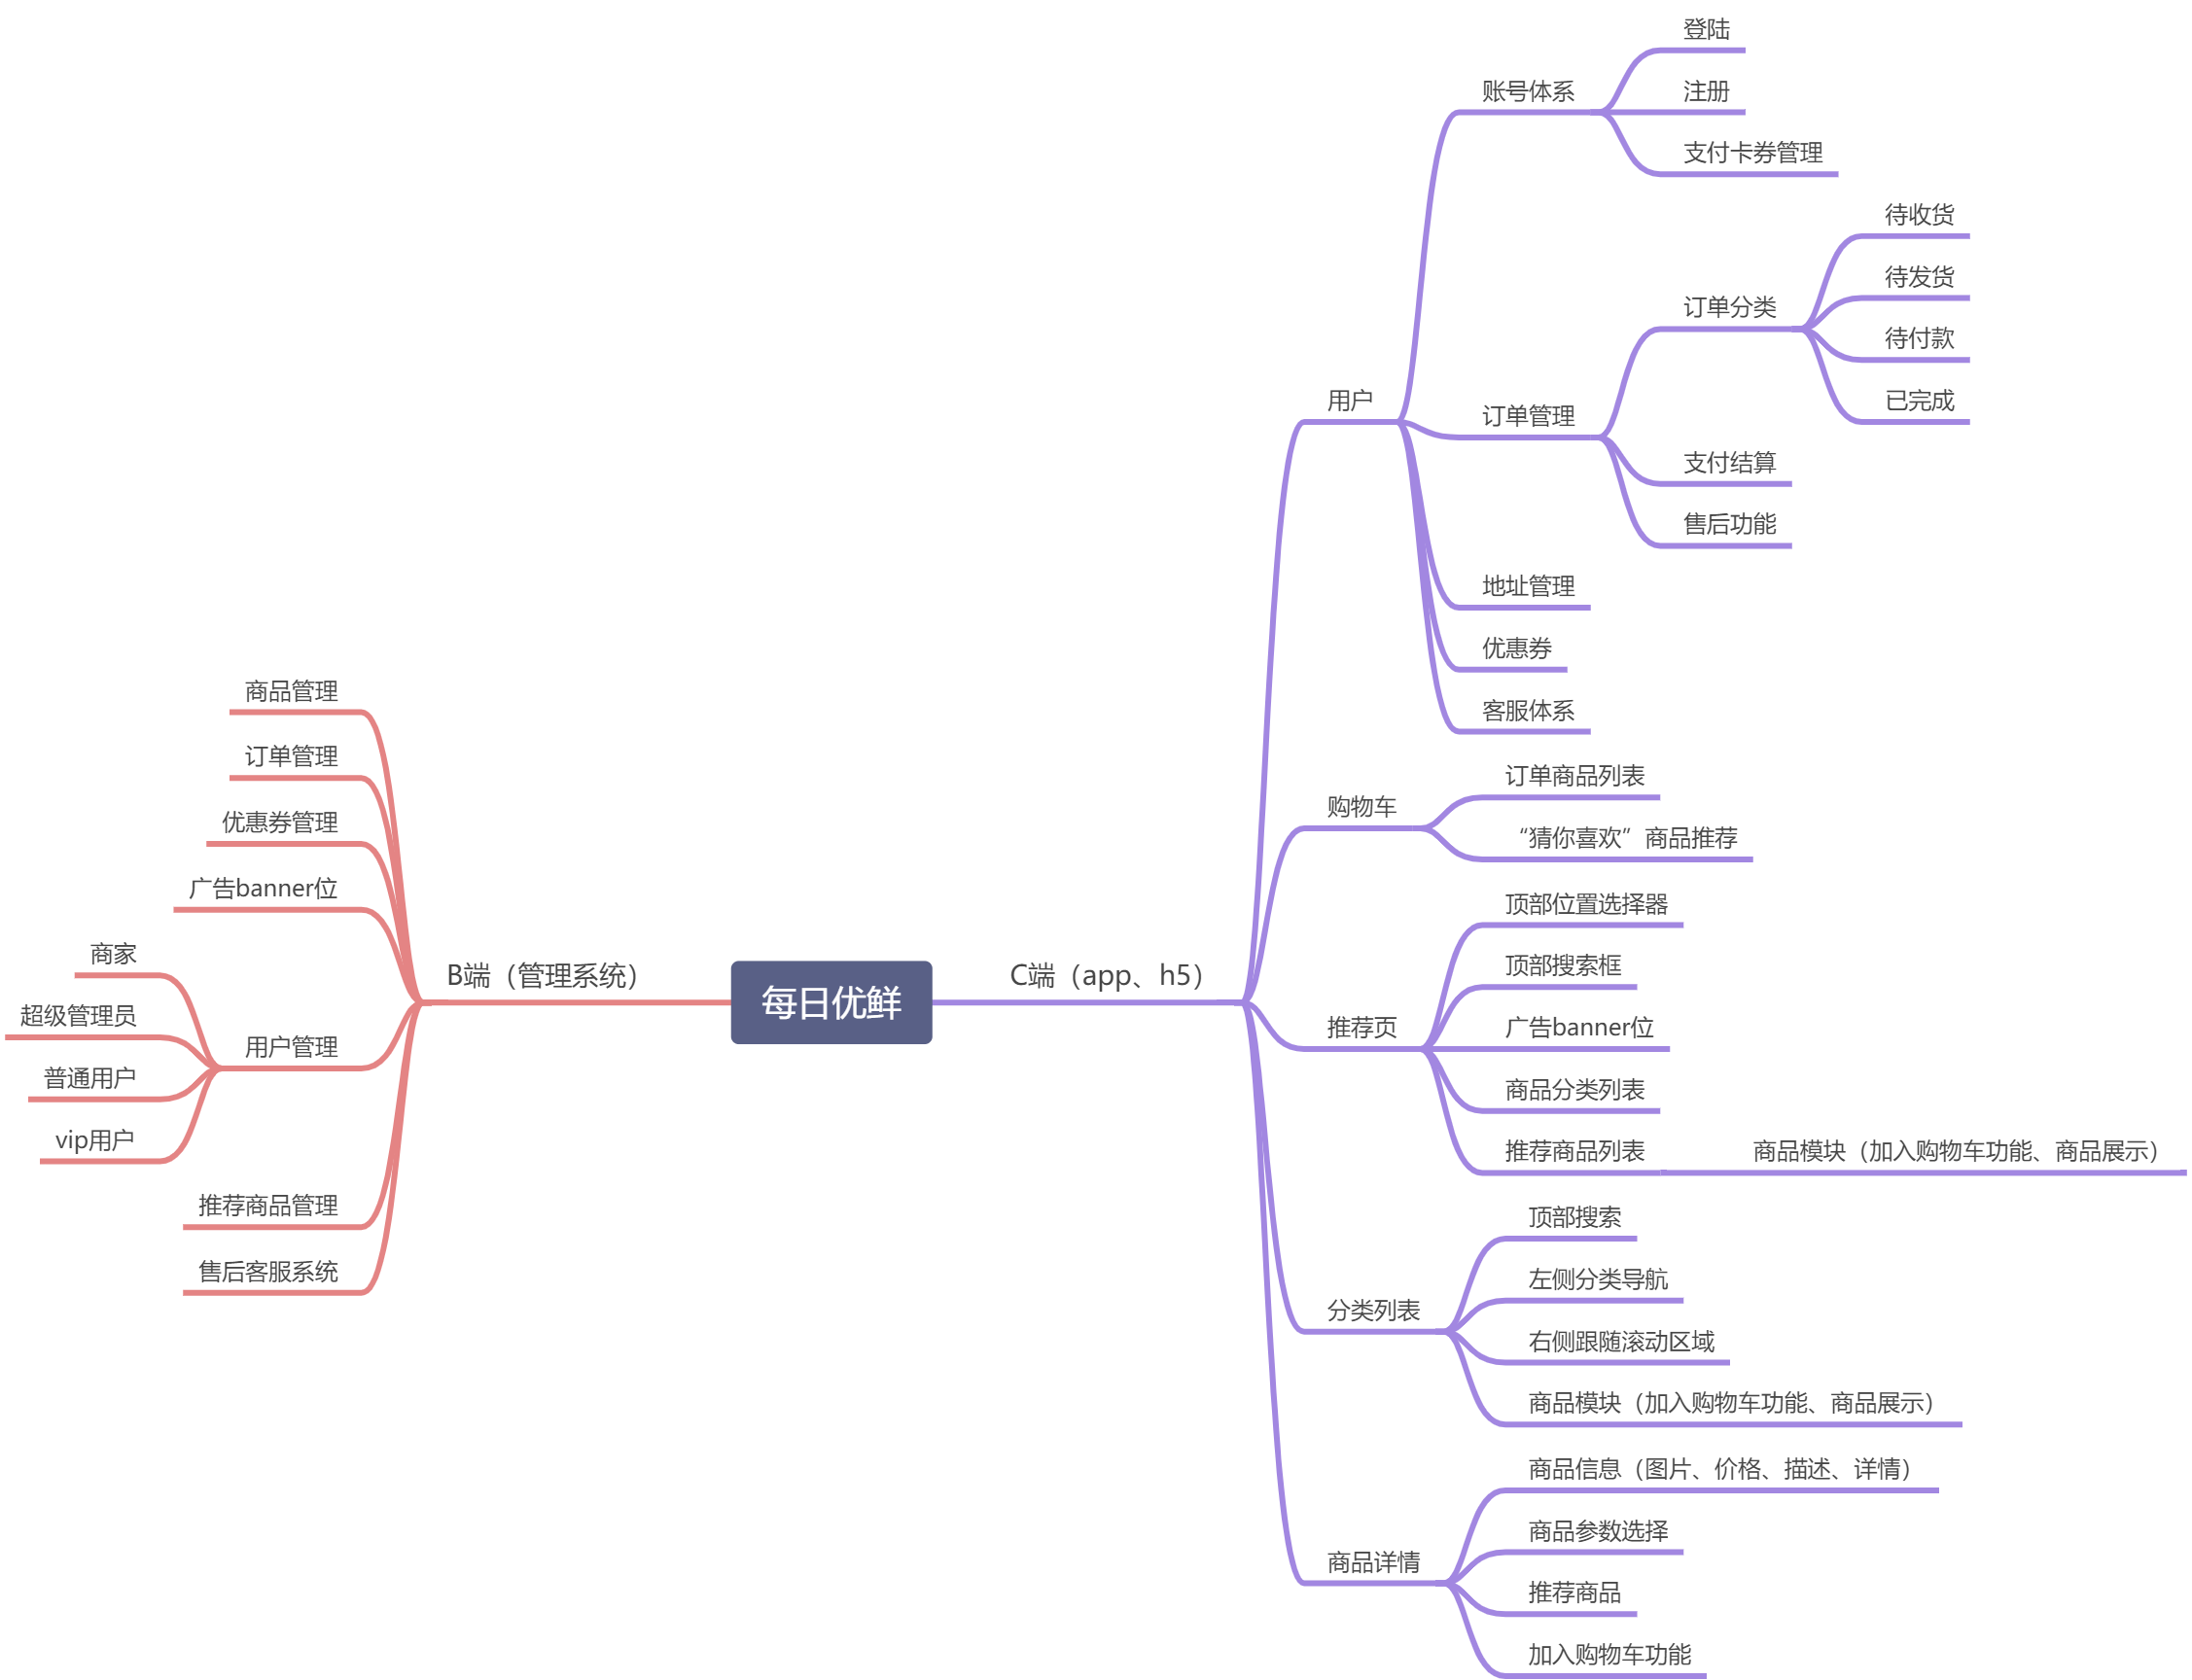 每日优鲜
B端（管理系统）
商品管理
订单管理
优惠券管理
广告banner位
用户管理
商家
超级管理员
普通用户
vip用户
推荐商品管理
售后客服系统
C端（app、h5）
用户
账号体系
登陆
注册
支付卡券管理
订单管理
订单分类
待收货
待发货
待付款
已完成
支付结算
售后功能
地址管理
优惠券
客服体系
购物车
订单商品列表
“猜你喜欢”商品推荐
推荐页
顶部位置选择器
顶部搜索框
广告banner位
商品分类列表
推荐商品列表
商品模块（加入购物车功能、商品展示）
分类列表
顶部搜索
左侧分类导航
右侧跟随滚动区域
商品模块（加入购物车功能、商品展示）
商品详情
商品信息（图片、价格、描述、详情）
商品参数选择
推荐商品
加入购物车功能